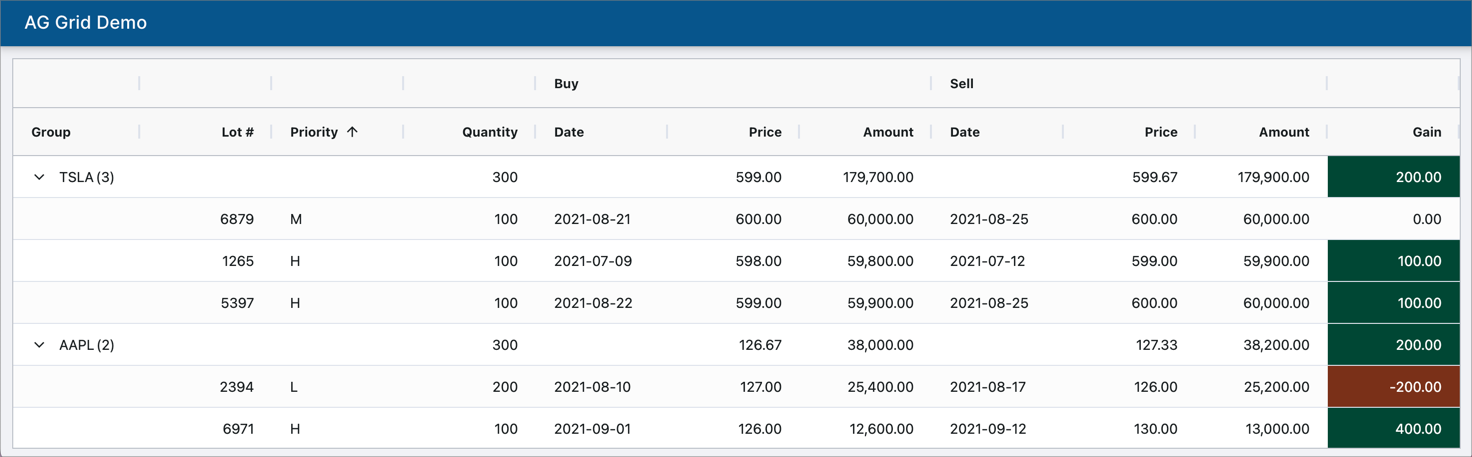 AG Grid Demo
Buy Sell
Group Lot # Priority ↑ Quantity Date Price Amount Date Price Amount Gain
TSLA (3) 300 599.00 179,700.00 599.67 179,900.00 200.00
6879 M 100 2021-08-21 600.00 60,000.00 2021-08-25 600.00 60,000.00 0.00
1265 H 100 2021-07-09 598.00 59,800.00 2021-07-12 599.00 59,900.00 100.00
5397 H 100 2021-08-22 599.00 59,900.00 2021-08-25 600.00 60,000.00 100.00
AAPL (2) 300 126.67 38,000.00 127.33 38,200.00 200.00
2394 L 200 2021-08-10 127.00 25,400.00 2021-08-17 126.00 25,200.00 -200.00
6971 H 100 2021-09-01 126.00 12,600.00 2021-09-12 130.00 13,000.00 400.00